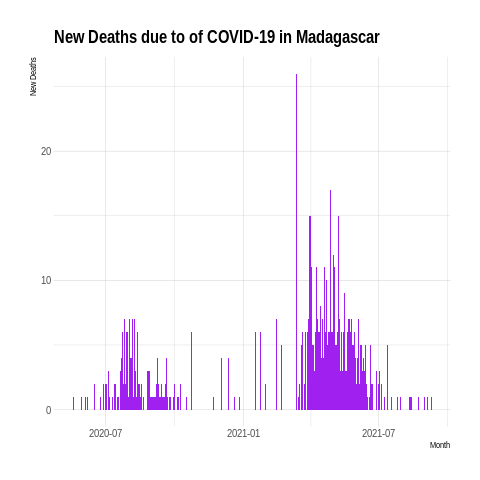 New Deaths due to of COVID-19 in Madagascar
New Deaths
20
10
0
2020-07
2021-01
2021-07
Month